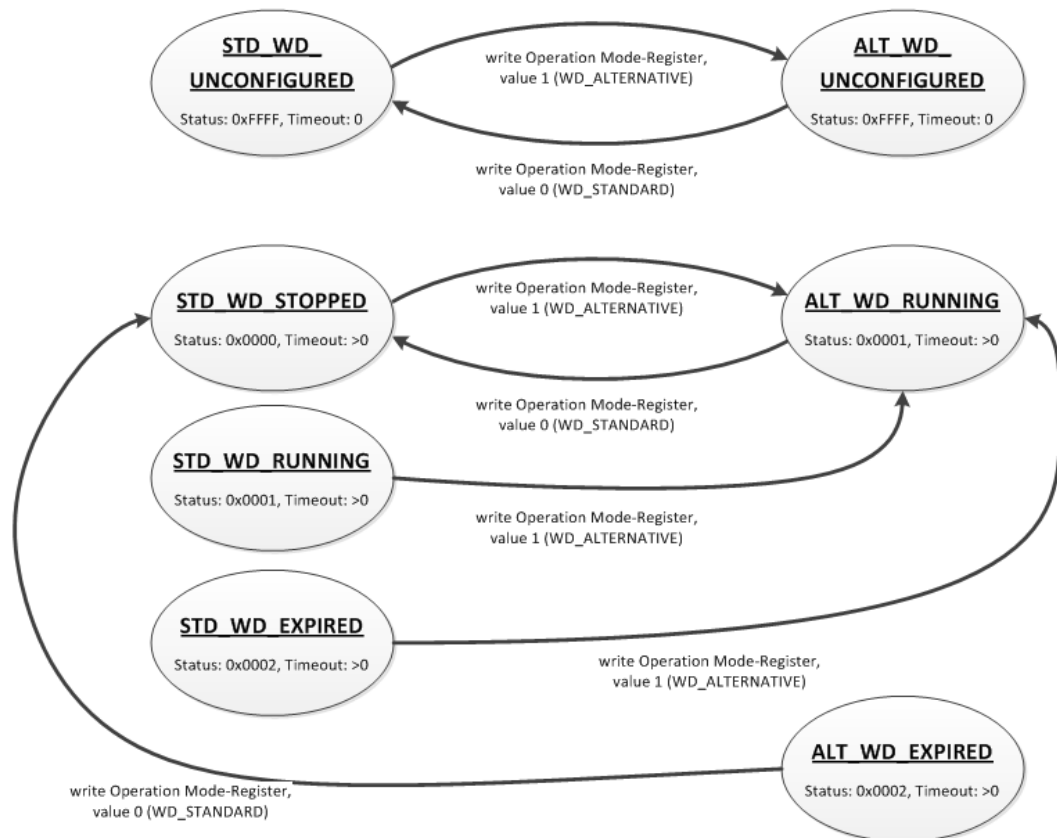 STD_WD_
UNCONFIGURED
Status: 0xFFFF, Timeout: 0
write Operation Mode-Register,
value 1 (WD_ALTERNATIVE)
ALT_WD_
UNCONFIGURED
Status: 0xFFFF, Timeout: 0
write Operation Mode-Register,
value 0 (WD_STANDARD)
STD_WD_STOPPED
Status: 0x0000, Timeout: >0
write Operation Mode-Register,
value 1 (WD_ALTERNATIVE)
ALT_WD_RUNNING
Status: 0x0001, Timeout: >0
write Operation Mode-Register,
value 0 (WD_STANDARD)
STD_WD_RUNNING
Status: 0x0001, Timeout: >0
write Operation Mode-Register,
value 1 (WD_ALTERNATIVE)
STD_WD_EXPIRED
Status: 0x0002, Timeout: >0
write Operation Mode-Register,
value 1 (WD_ALTERNATIVE)
ALT_WD_EXPIRED
Status: 0x0002, Timeout: >0
write Operation Mode-Register,
value 0 (WD_STANDARD)